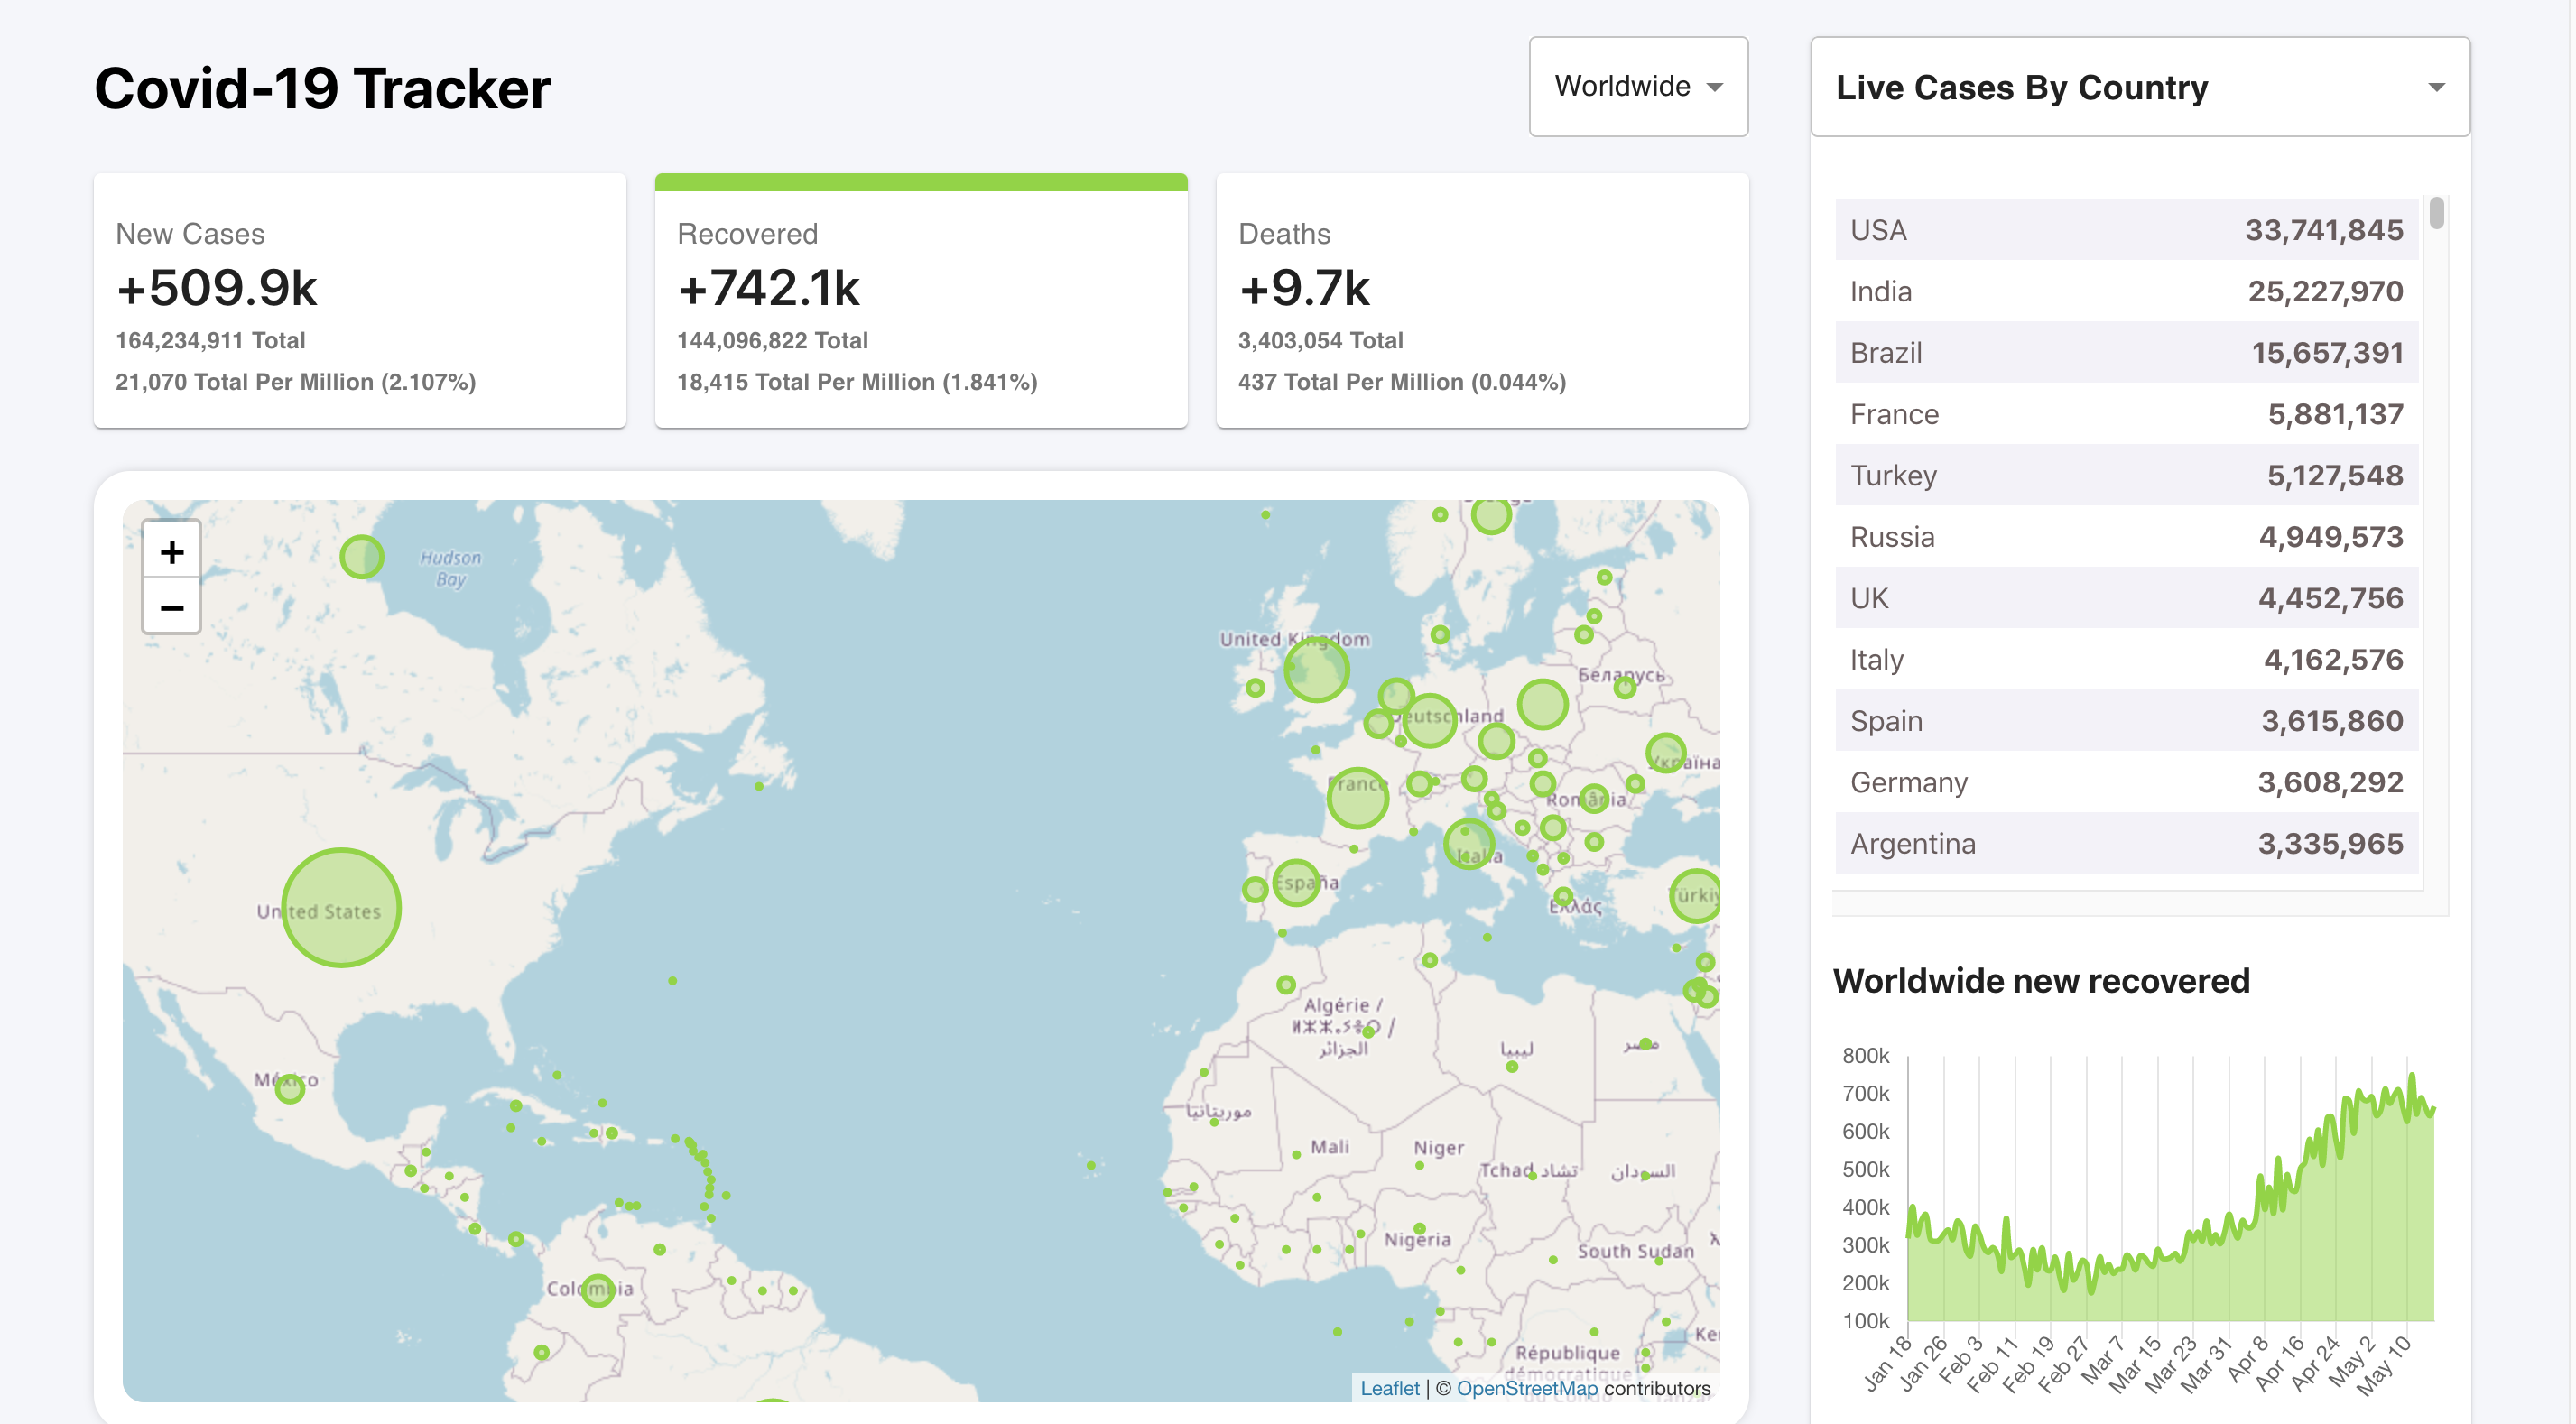 Covid-19 Tracker
Worldwide
Live Cases By Country
New Cases
+509.9k
164,234,911 Total
21,070 Total Per Million (2.107%)
Recovered
+742.1k
144,096,822 Total
18,415 Total Per Million (1.841%)
Deaths
+9.7k
3,403,054 Total
437 Total Per Million (0.044%)
USA 33,741,845
India 25,227,970
Brazil 15,657,391
France 5,881,137
Turkey 5,127,548
Russia 4,949,573
UK 4,452,756
Italy 4,162,576
Spain 3,615,860
Germany 3,608,292
Argentina 3,335,965
+
−
Hudson
Bay
United Kingdom
Беларусь
Deutschland
Україна
France
România
Italia
España
Ελλάς
United States
México
Algérie /
الجزائر
ليبيا
مصر
موريتانيا
Mali
Niger
Tchad تشاد
السودان
Nigeria
South Sudan
Colombia
République
démocratique
Leaflet | © OpenStreetMap contributors
Worldwide new recovered
800k
700k
600k
500k
400k
300k
200k
100k
Jan 18
Jan 26
Feb 3
Feb 11
Feb 19
Feb 27
Mar 7
Mar 15
Mar 23
Mar 31
Apr 8
Apr 16
Apr 24
May 2
May 10